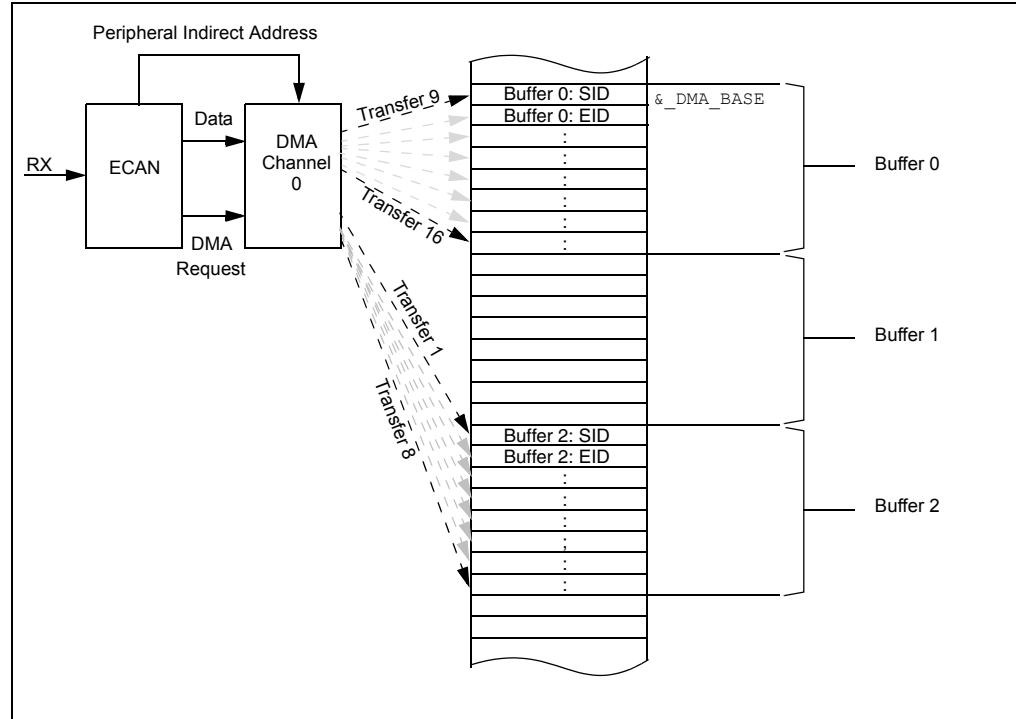 Peripheral Indirect Address
RX
ECAN
Data
DMA
Request
DMA
Channel
0
Transfer 9
Transfer 16
Transfer 1
Transfer 8
Buffer 0: SID
&_DMA_BASE
Buffer 0: EID
Buffer 0
Buffer 1
Buffer 2: SID
Buffer 2: EID
Buffer 2